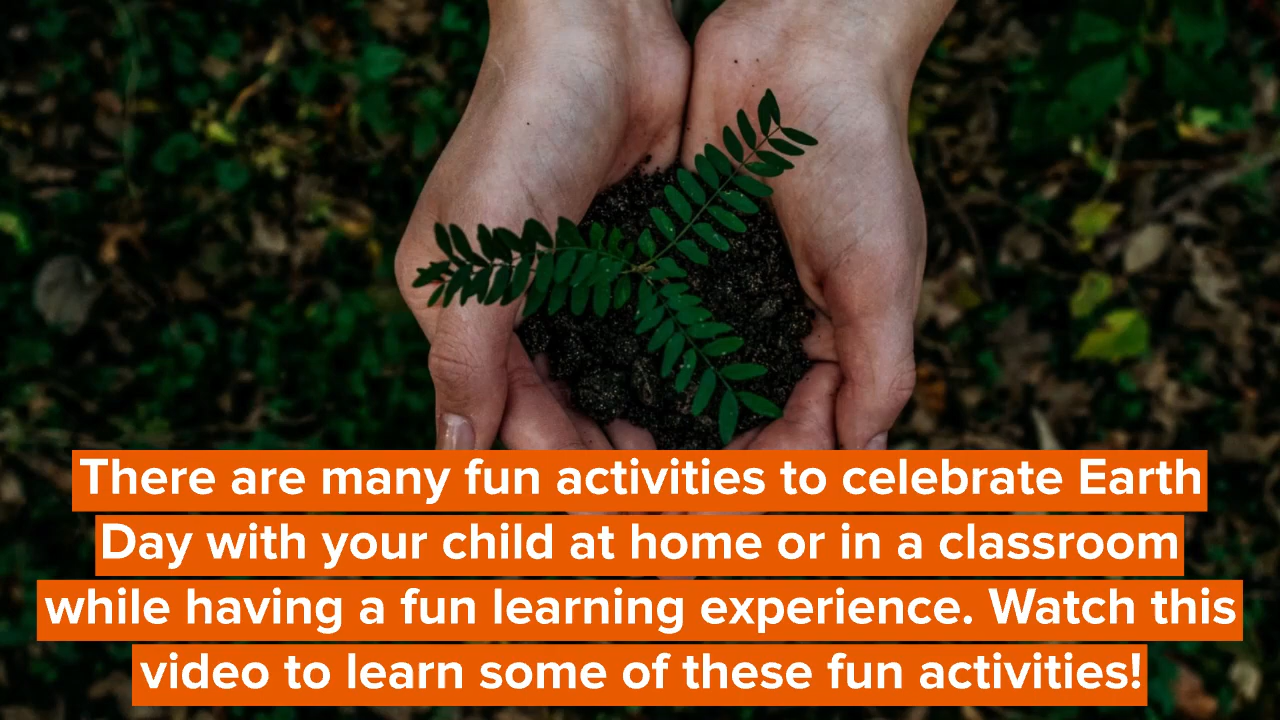 There are many fun activities to celebrate Earth
Day with your child at home or in a classroom
while having a fun learning experience. Watch this
video to learn some of these fun activities!